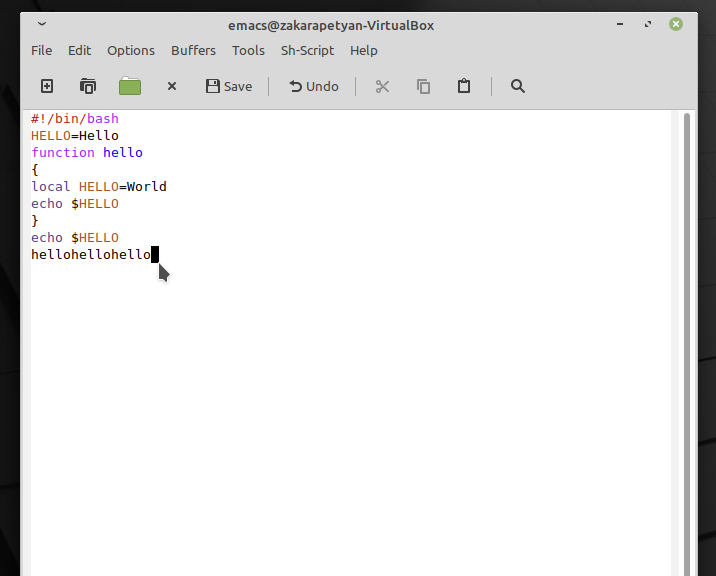 emacs@zakarapetyan-VirtualBox
File Edit Options Buffers Tools Sh-Script Help
Save Undo
#!/bin/bash
HELLO=Hello
function hello
{
local HELLO=World
echo $HELLO
}
echo $HELLO
hellohellohello